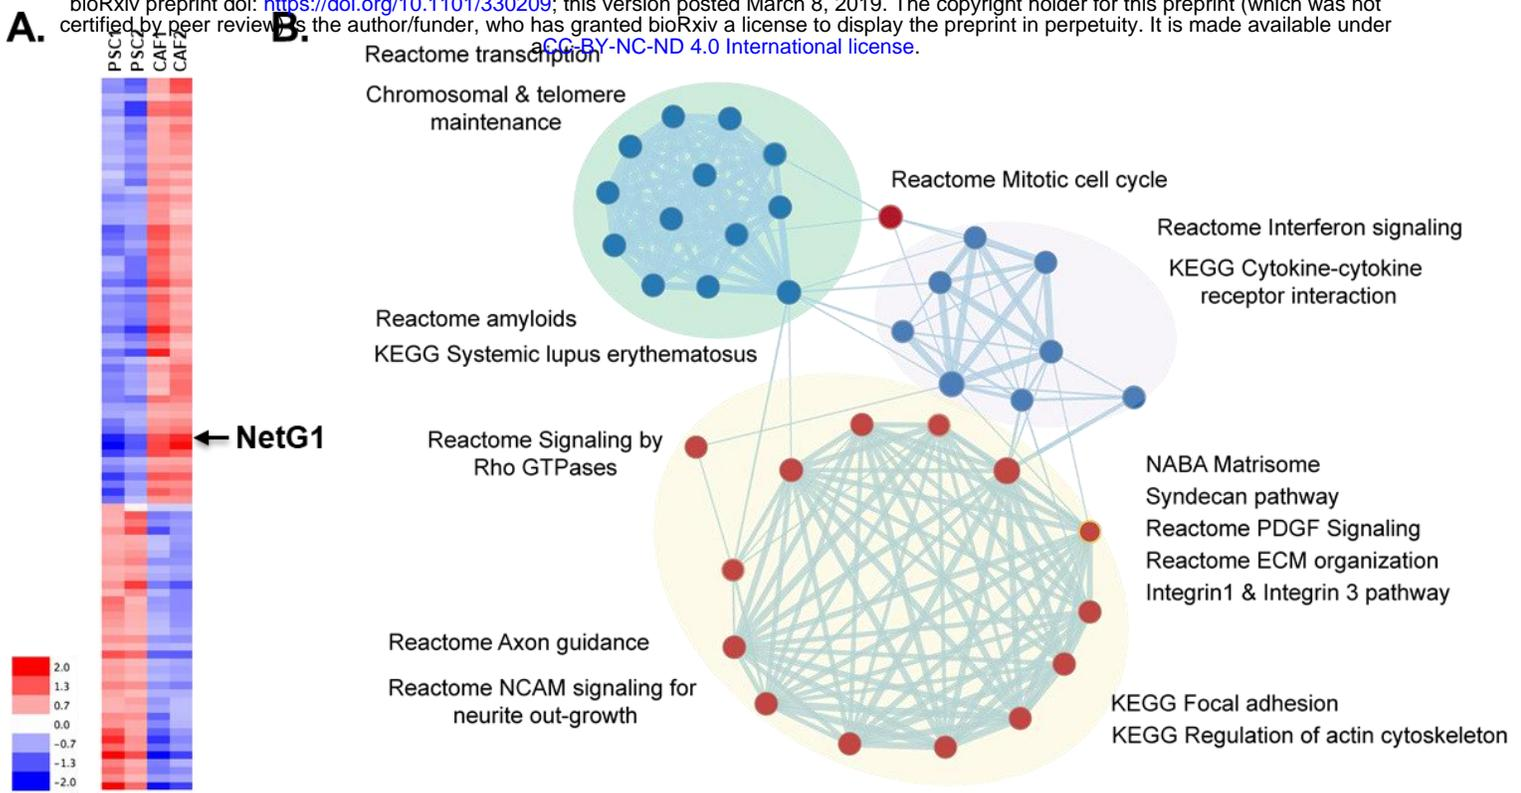 bioRxiv preprint doi: https://doi.org/10.1101/330209; this version posted March 8, 2019. The copyright holder for this preprint (which was not
certified by peer review) is the author/funder, who has granted bioRxiv a license to display the preprint in perpetuity. It is made available under
aCC-BY-NC-ND 4.0 International license.
A.
B.
PSC1
PSC2
CAF1
CAF2
NetG1
2.0
1.3
0.7
0.0
-0.7
-1.3
-2.0
Reactome transcription
Chromosomal & telomere
maintenance
Reactome Mitotic cell cycle
Reactome Interferon signaling
KEGG Cytokine-cytokine
receptor interaction
Reactome amyloids
KEGG Systemic lupus erythematosus
Reactome Signaling by
Rho GTPases
NABA Matrisome
Syndecan pathway
Reactome PDGF Signaling
Reactome ECM organization
Integrin1 & Integrin 3 pathway
Reactome Axon guidance
Reactome NCAM signaling for
neurite out-growth
KEGG Focal adhesion
KEGG Regulation of actin cytoskeleton